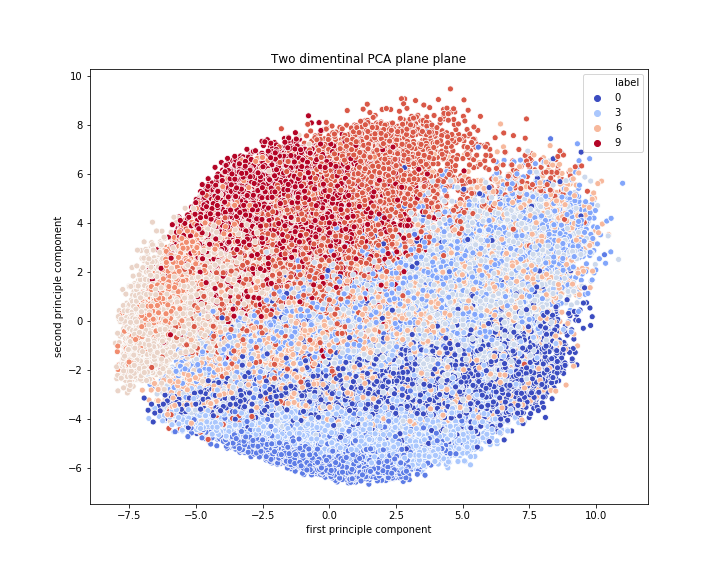 Two dimentinal PCA plane plane
label
0
3
6
9
10
8
6
4
2
0
−2
−4
−6
second principle component
−7.5 −5.0 −2.5 0.0 2.5 5.0 7.5 10.0
first principle component